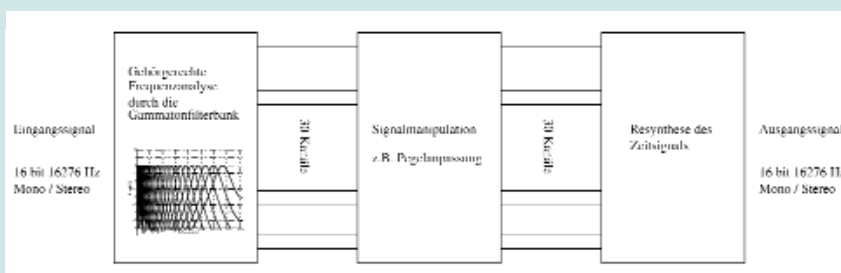 Eingangssignal
16 bit 16276 Hz
Mono / Stereo
Gehörgerechte
Frequenzanalyse
durch die
Gammatonfilterbank
30 Kanäle
Signalmanipulation
z.B. Pegelanpassung
30 Kanäle
Resynthese des
Zeitsignals
Ausgangssignal
16 bit 16276 Hz
Mono / Stereo